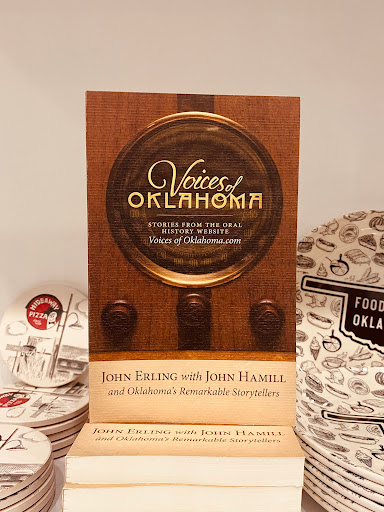 Voices of
OKLAHOMA
STORIES FROM THE ORAL
HISTORY WEBSITE
Voices of Oklahoma.com
JOHN ERLING with JOHN HAMILL
and Oklahoma's Remarkable Storytellers
JOHN ERLING with JOHN HAMILL
and Oklahoma's Remarkable Storytellers
HIDEAWAY
PIZZA
FOOD
OKLA